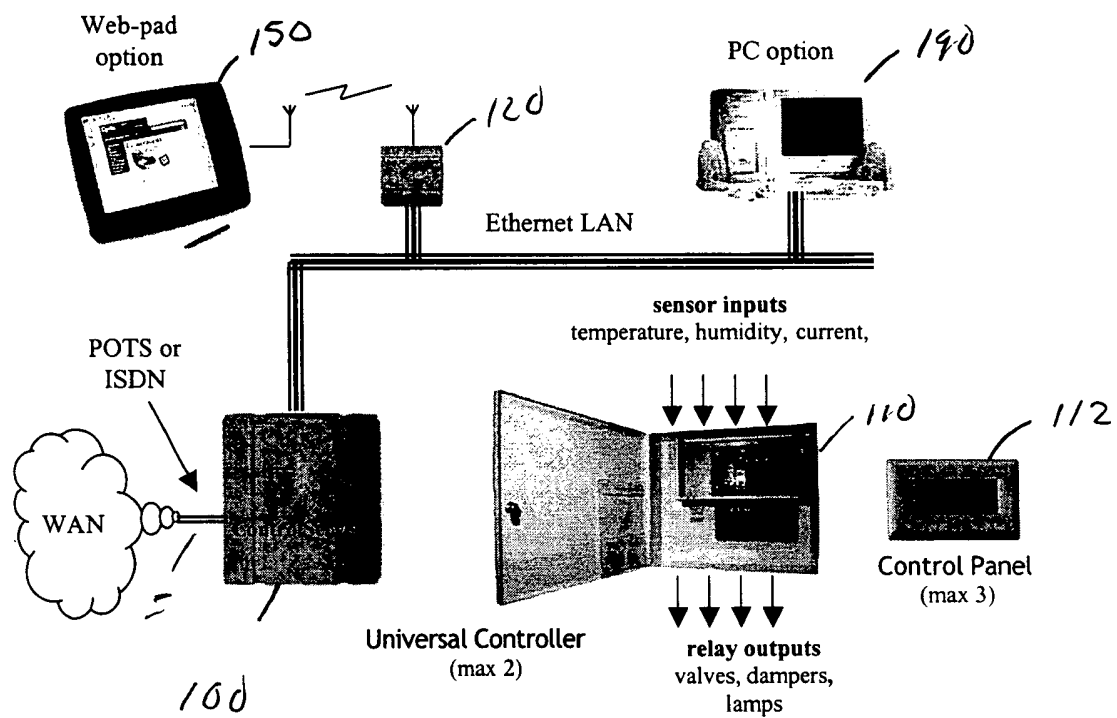 Web-pad
option
150
120
PC option
190
Ethernet LAN
sensor inputs
temperature, humidity, current,
POTS or
ISDN
110
112
WAN
Control Panel
(max 3)
Universal Controller
(max 2)
relay outputs
valves, dampers,
lamps
100